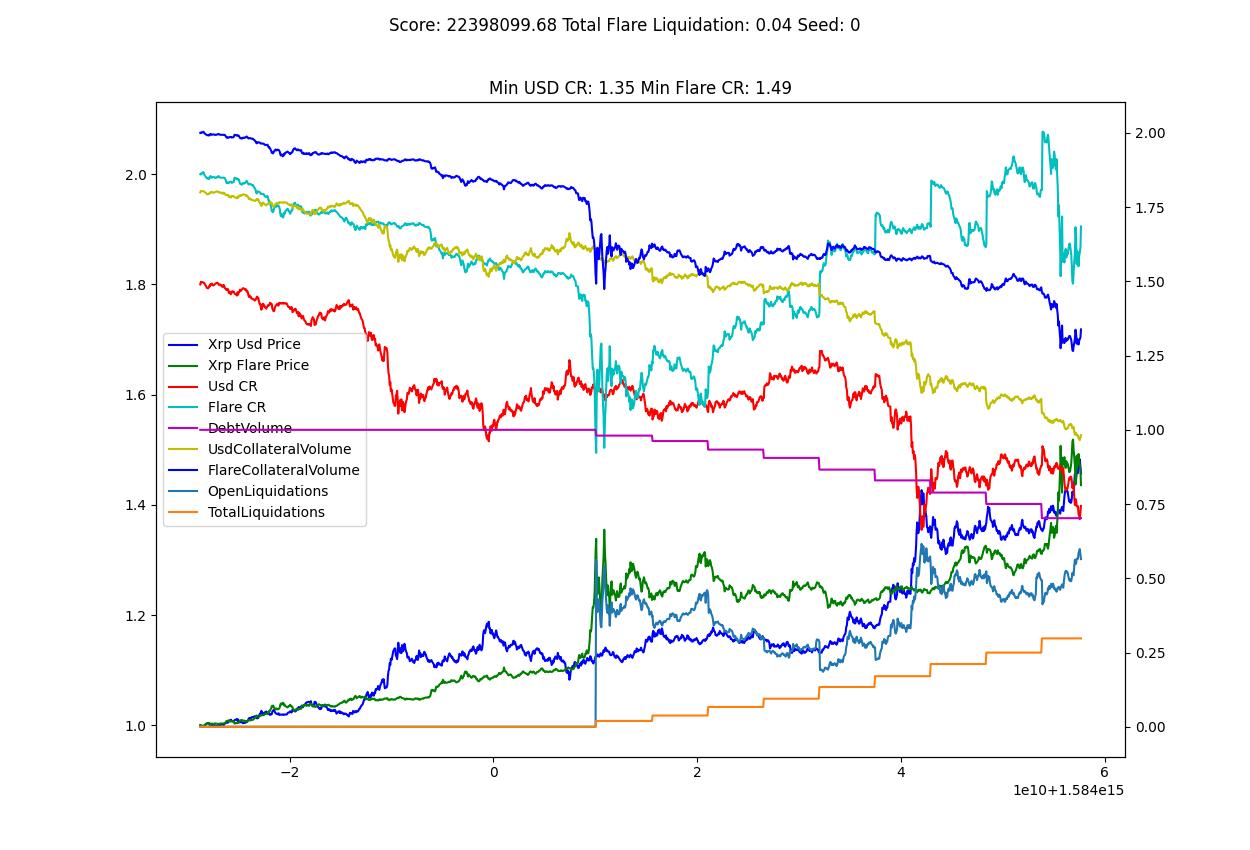 Score: 22398099.68 Total Flare Liquidation: 0.04 Seed: 0
Min USD CR: 1.35 Min Flare CR: 1.49
2.0
1.8
1.6
1.4
1.2
1.0
Xrp Usd Price
Xrp Flare Price
Usd CR
Flare CR
DebtVolume
UsdCollateralVolume
FlareCollateralVolume
OpenLiquidations
TotalLiquidations
2.00
1.75
1.50
1.25
1.00
0.75
0.50
0.25
0.00
−2 0 2 4 6
1e10+1.584e15